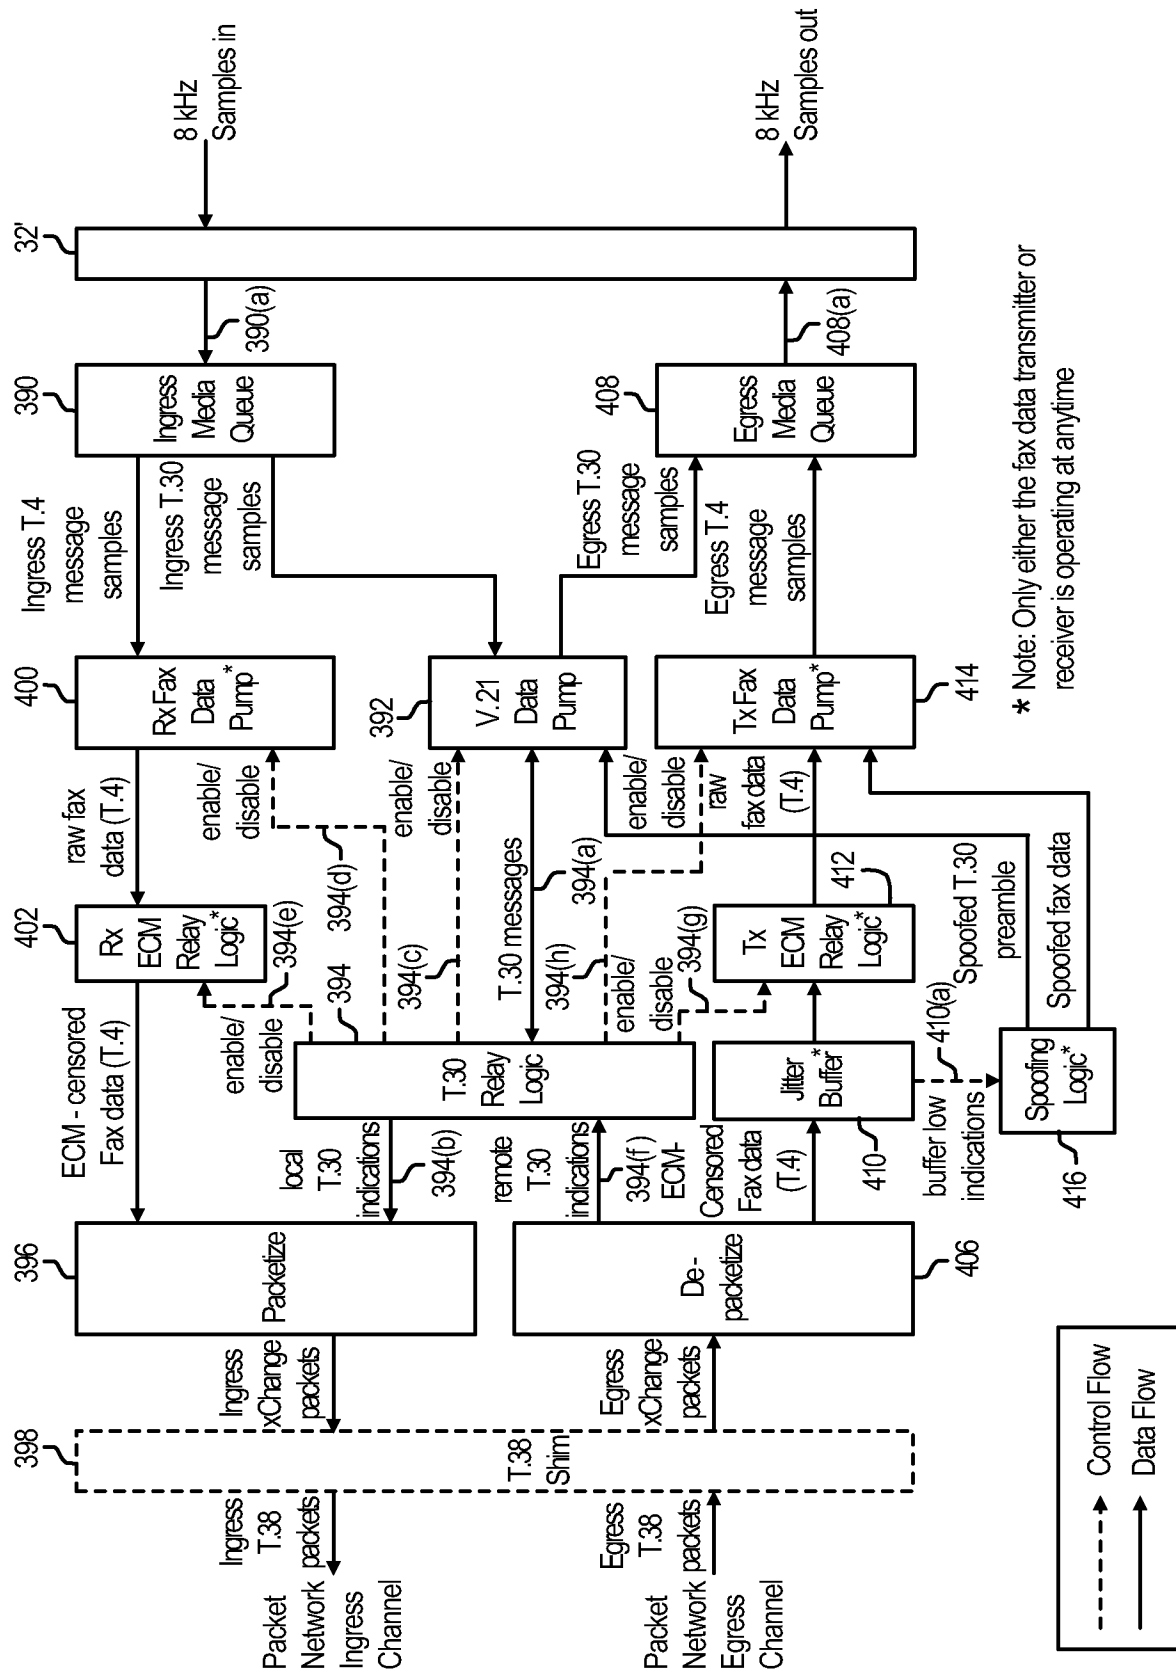 8 kHz
Samples in
32'
390(a)
390
Ingress
Media
Queue
Ingress T.4
message
samples
Ingress T.30
message
samples
400
Rx Fax
Data
Pump*
raw fax
data (T.4)
enable/
disable
394(d)
402
Rx
ECM
Relay
Logic*
394(e)
ECM - censored
Fax data (T.4)
enable/
disable
394
T.30
Relay
Logic
394(c)
enable/
disable
392
V.21
Data
Pump
T.30 messages
394(a)
394(h)
enable/
disable
enable/
disable
394(g)
local
T.30
indications
394(b)
remote
T.30
indications
394(f)
ECM-
Censored
Fax data
(T.4)
396
Packetize
Ingress
xChange
packets
398
T.38
Shim
Ingress
T.38
packets
Packet
Network
Ingress
Channel
Packet
Network
Egress
Channel
Egress
T.38
packets
Egress
xChange
packets
De -
packetize
406
Jitter
Buffer*
410
410(a)
buffer low
indications
Spoofing
Logic*
416
Tx
ECM
Relay
Logic*
412
Spoofed T.30
preamble
Spoofed fax data
raw
fax data
(T.4)
Tx Fax
Data
Pump*
414
Egress T.30
message
samples
Egress T.4
message
samples
408
Egress
Media
Queue
408(a)
8 kHz
Samples out
* Note: Only either the fax data transmitter or
receiver is operating at anytime
Control Flow
Data Flow